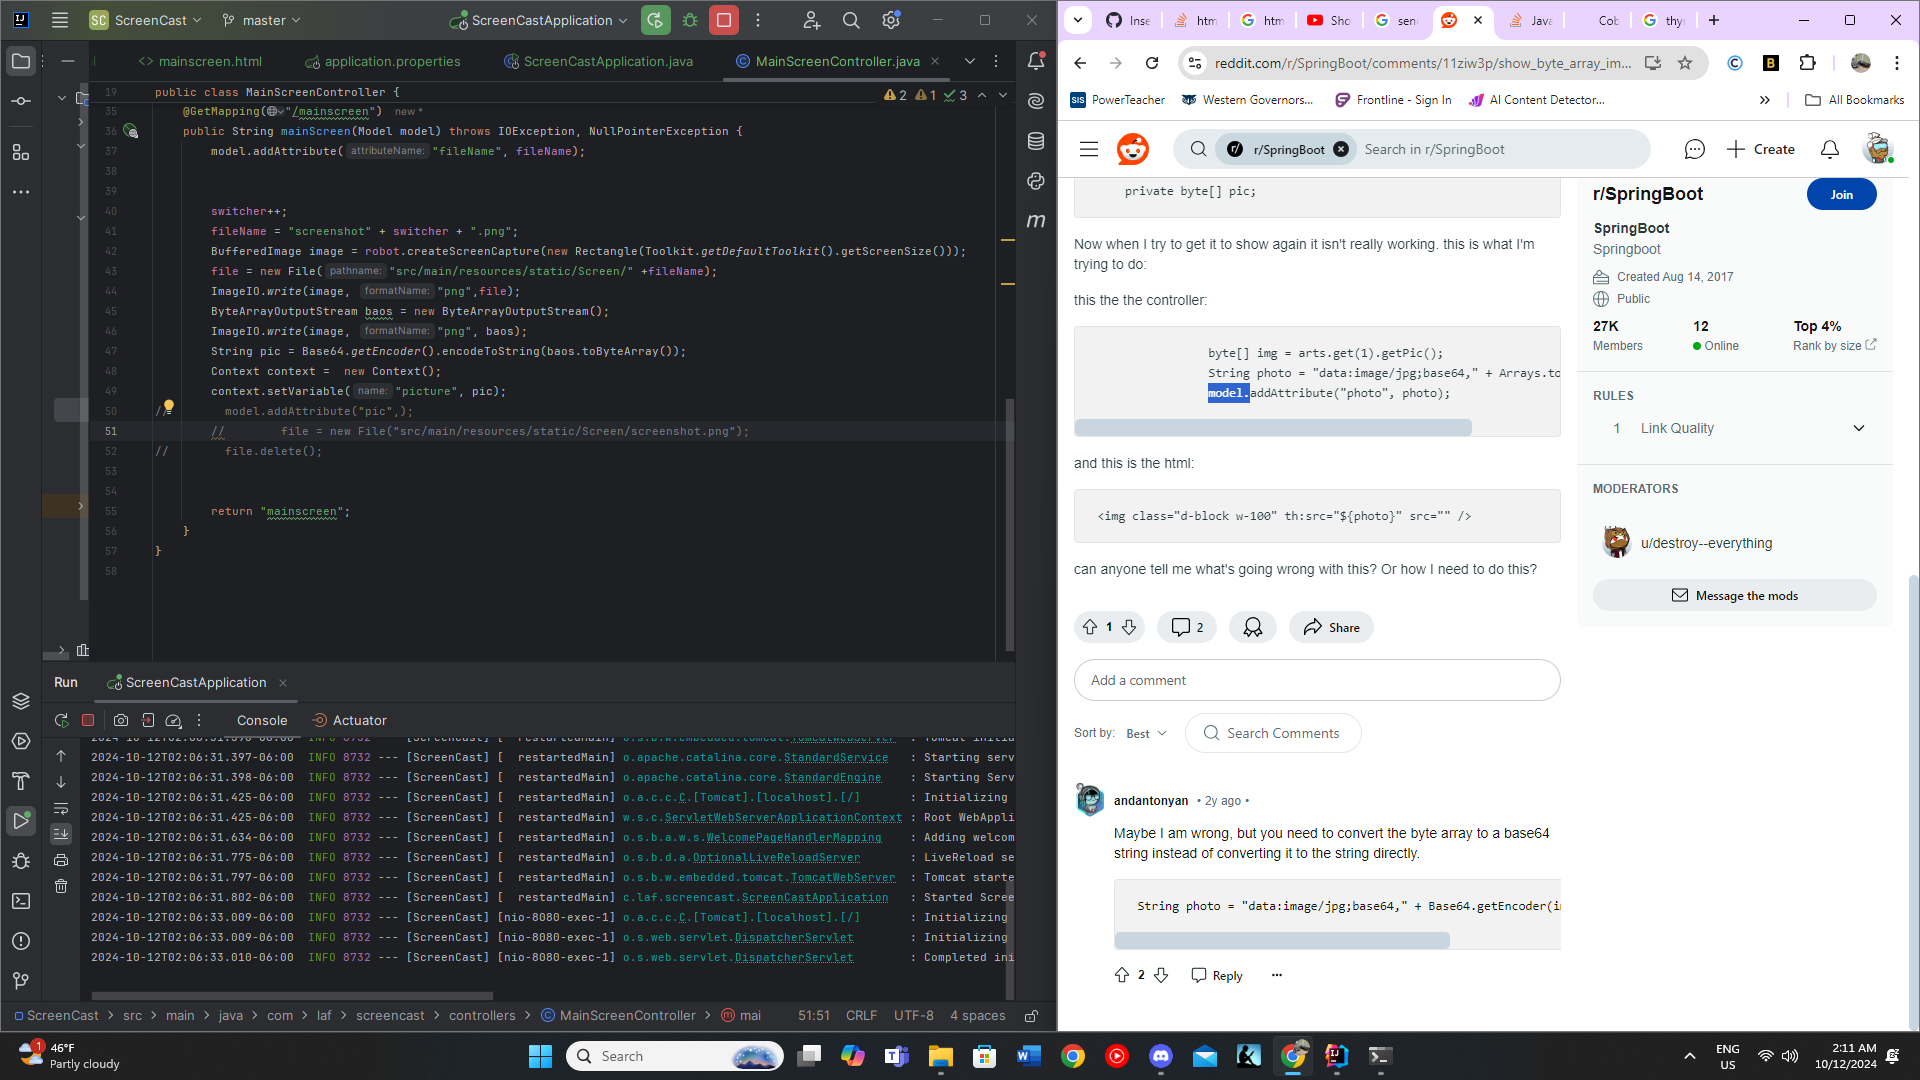 SC ScreenCast
master
ScreenCastApplication
mainscreen.html
application.properties
ScreenCastApplication.java
MainScreenController.java
19 public class MainScreenController {
2 1 3
35 @GetMapping("/mainscreen") new *
36 public String mainScreen(Model model) throws IOException, NullPointerException {
37 model.addAttribute( attributeName: "fileName", fileName);
38
39
40 switcher++;
41 fileName = "screenshot" + switcher + ".png";
42 BufferedImage image = robot.createScreenCapture(new Rectangle(Toolkit.getDefaultToolkit().getScreenSize()));
43 file = new File( pathname: "src/main/resources/static/Screen/" +fileName);
44 ImageIO.write(image, formatName: "png",file);
45 ByteArrayOutputStream baos = new ByteArrayOutputStream();
46 ImageIO.write(image, formatName: "png", baos);
47 String pic = Base64.getEncoder().encodeToString(baos.toByteArray());
48 Context context =  new Context();
49 context.setVariable( name: "picture", pic);
50 // model.addAttribute("pic",);
51 // file = new File("src/main/resources/static/Screen/screenshot.png");
52 // file.delete();
53
54
55 return "mainscreen";
56 }
57 }
58
Run
ScreenCastApplication
Console
Actuator
2024-10-12T02:06:31.397-06:00 INFO 8732 --- [ScreenCast] [ restartedMain] o.apache.catalina.core.StandardService : Starting serv
2024-10-12T02:06:31.398-06:00 INFO 8732 --- [ScreenCast] [ restartedMain] o.apache.catalina.core.StandardEngine : Starting Serv
2024-10-12T02:06:31.425-06:00 INFO 8732 --- [ScreenCast] [ restartedMain] o.a.c.c.C.[Tomcat].[localhost].[/] : Initializing
2024-10-12T02:06:31.425-06:00 INFO 8732 --- [ScreenCast] [ restartedMain] w.s.c.ServletWebServerApplicationContext : Root WebAppli
2024-10-12T02:06:31.634-06:00 INFO 8732 --- [ScreenCast] [ restartedMain] o.s.b.a.w.s.WelcomePageHandlerMapping : Adding welcom
2024-10-12T02:06:31.775-06:00 INFO 8732 --- [ScreenCast] [ restartedMain] o.s.b.d.a.OptionalLiveReloadServer : LiveReload se
2024-10-12T02:06:31.797-06:00 INFO 8732 --- [ScreenCast] [ restartedMain] o.s.b.w.embedded.tomcat.TomcatWebServer : Tomcat starte
2024-10-12T02:06:31.802-06:00 INFO 8732 --- [ScreenCast] [ restartedMain] c.laf.screencast.ScreenCastApplication : Started Scree
2024-10-12T02:06:33.009-06:00 INFO 8732 --- [ScreenCast] [nio-8080-exec-1] o.a.c.c.C.[Tomcat].[localhost].[/] : Initializing
2024-10-12T02:06:33.009-06:00 INFO 8732 --- [ScreenCast] [nio-8080-exec-1] o.s.web.servlet.DispatcherServlet : Initializing
2024-10-12T02:06:33.010-06:00 INFO 8732 --- [ScreenCast] [nio-8080-exec-1] o.s.web.servlet.DispatcherServlet : Completed ini
ScreenCast > src > main > java > com > laf > screencast > controllers > MainScreenController > mai
51:51 CRLF UTF-8 4 spaces
Inse
htm
htm
Sho
sen
Java
Cob
thy
reddit.com/r/SpringBoot/comments/11ziw3p/show_byte_array_im...
PowerTeacher
Western Governors...
Frontline - Sign In
AI Content Detector...
All Bookmarks
r/SpringBoot
Search in r/SpringBoot
Create
private byte[] pic;
Now when I try to get it to show again it isn't really working. this is what I'm
trying to do:
this the the controller:
byte[] img = arts.get(1).getPic();
String photo = "data:image/jpg;base64," + Arrays.to
model.addAttribute("photo", photo);
and this is the html:
<img class="d-block w-100" th:src="${photo}" src="" />
can anyone tell me what's going wrong with this? Or how I need to do this?
1
2
Share
Add a comment
Sort by: Best
Search Comments
andantonyan • 2y ago •
Maybe I am wrong, but you need to convert the byte array to a base64
string instead of converting it to the string directly.
String photo = "data:image/jpg;base64," + Base64.getEncoder(i
2
Reply
r/SpringBoot
Join
SpringBoot
Springboot
Created Aug 14, 2017
Public
27K
Members
12
Online
Top 4%
Rank by size
RULES
1 Link Quality
MODERATORS
u/destroy--everything
Message the mods
1
46°F
Partly cloudy
Search
ENG
US
2:11 AM
10/12/2024